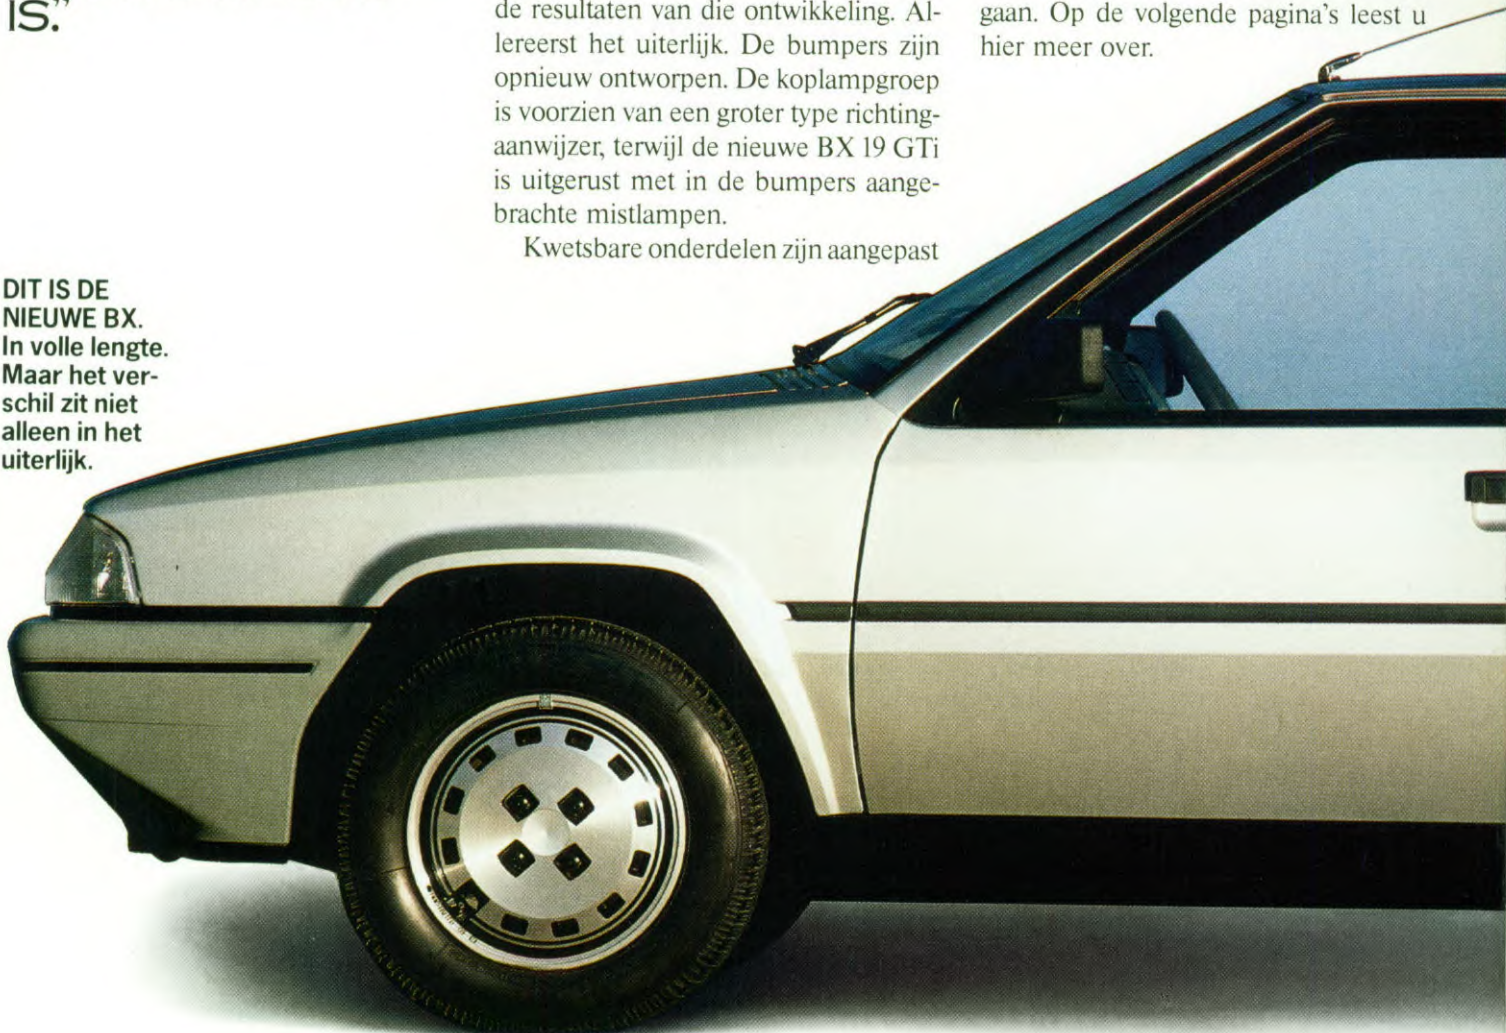 IS."
de resultaten van die ontwikkeling. Al-
lereerst het uiterlijk. De bumpers zijn
opnieuw ontworpen. De koplampgroep
is voorzien van een groter type richting-
aanwijzer, terwijl de nieuwe BX 19 GTi
is uitgerust met in de bumpers aange-
brachte mistlampen.
Kwetsbare onderdelen zijn aangepast
gaan. Op de volgende pagina's leest u
hier meer over.
DIT IS DE
NIEUWE BX.
In volle lengte.
Maar het ver-
schil zit niet
alleen in het
uiterlijk.